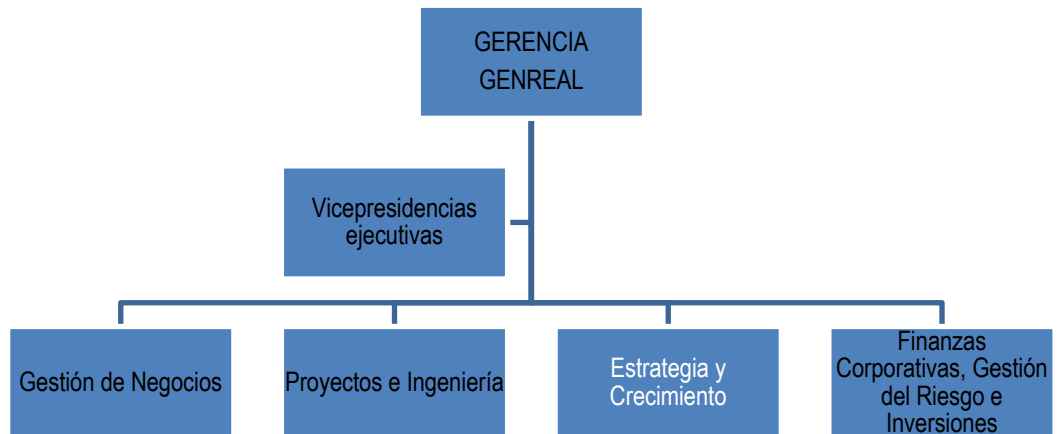 GERENCIA
GENREAL
Vicepresidencias
ejecutivas
Gestión de Negocios
Proyectos e Ingeniería
Estrategia y
Crecimiento
Finanzas
Corporativas, Gestión
del Riesgo e
Inversiones